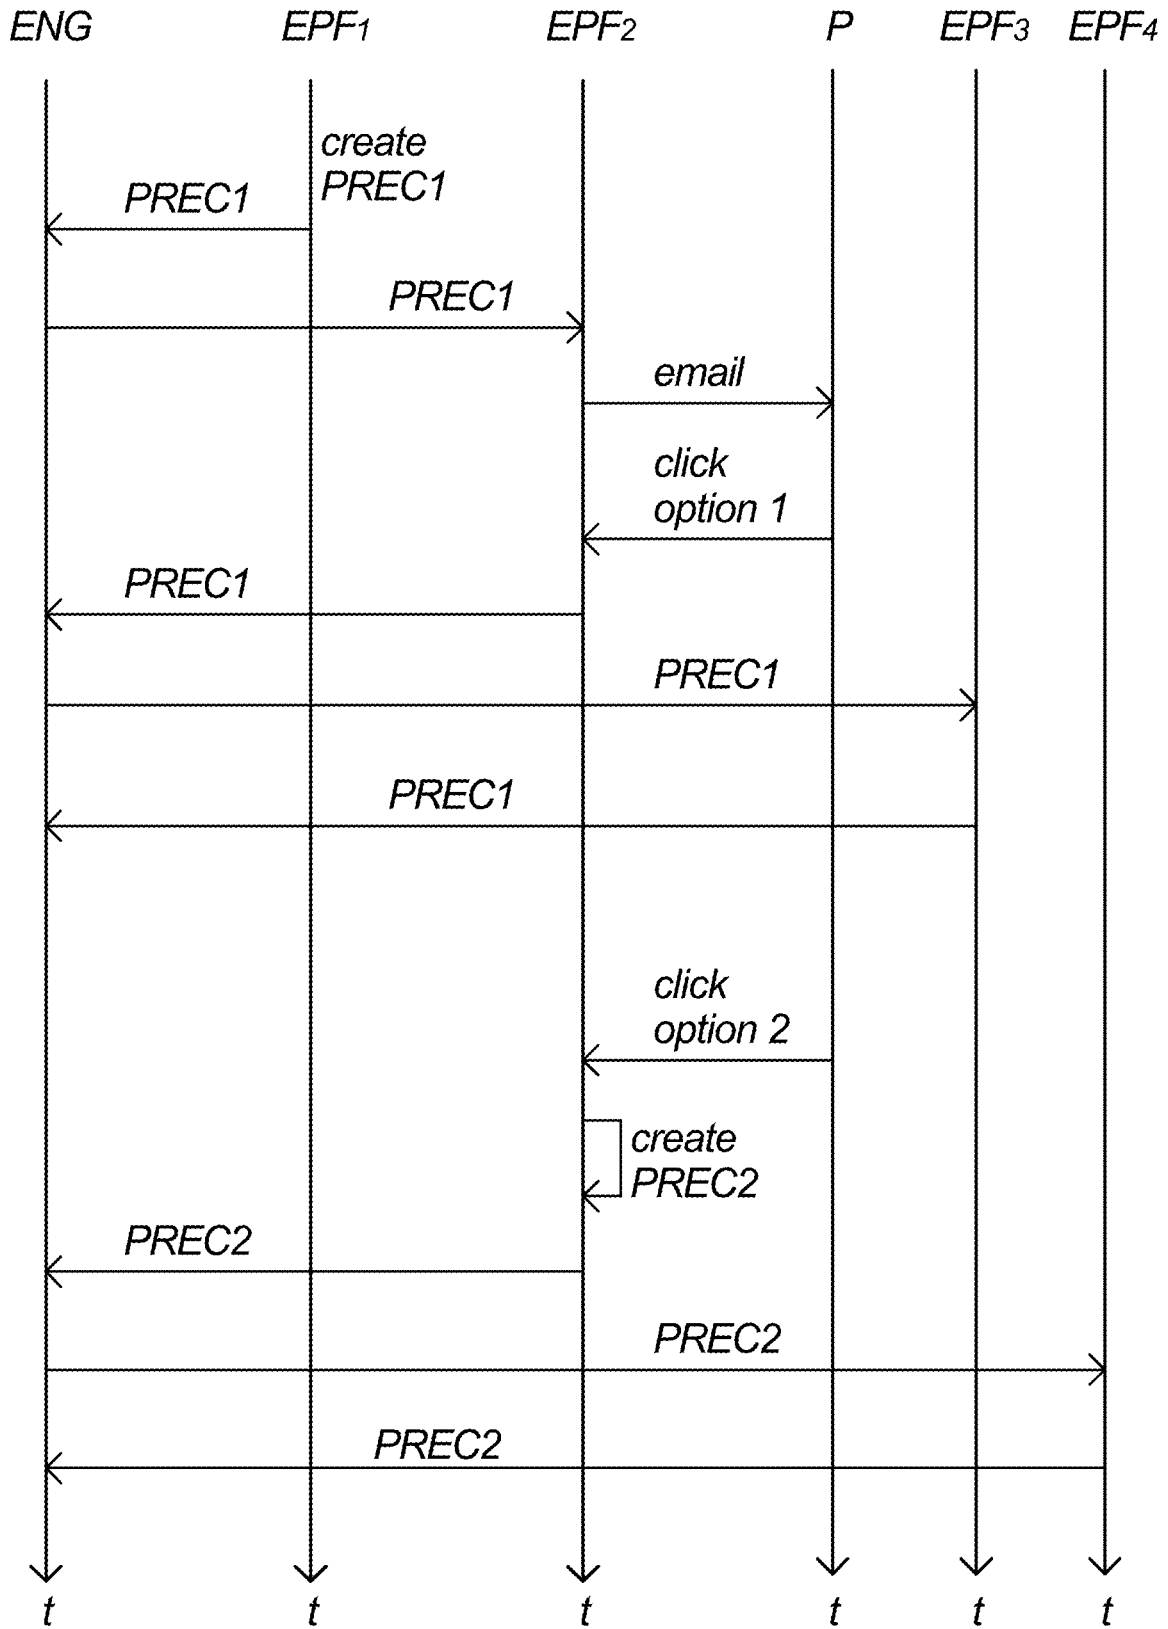 ENG EPF1 EPF2 P EPF3 EPF4
create
PREC1
PREC1
PREC1
email
click
option 1
PREC1
PREC1
PREC1
click
option 2
create
PREC2
PREC2
PREC2
PREC2
t t t t t t